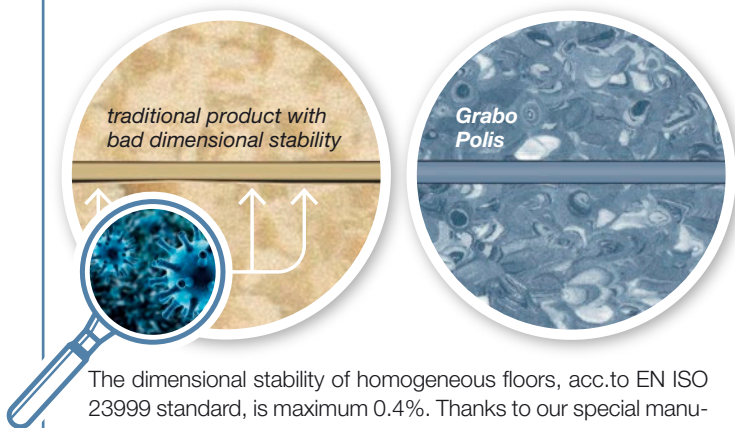 traditional product with
bad dimensional stability
Grabo
Polis
The dimensional stability of homogeneous floors, acc.to EN ISO
23999 standard, is maximum 0.4%. Thanks to our special manu-